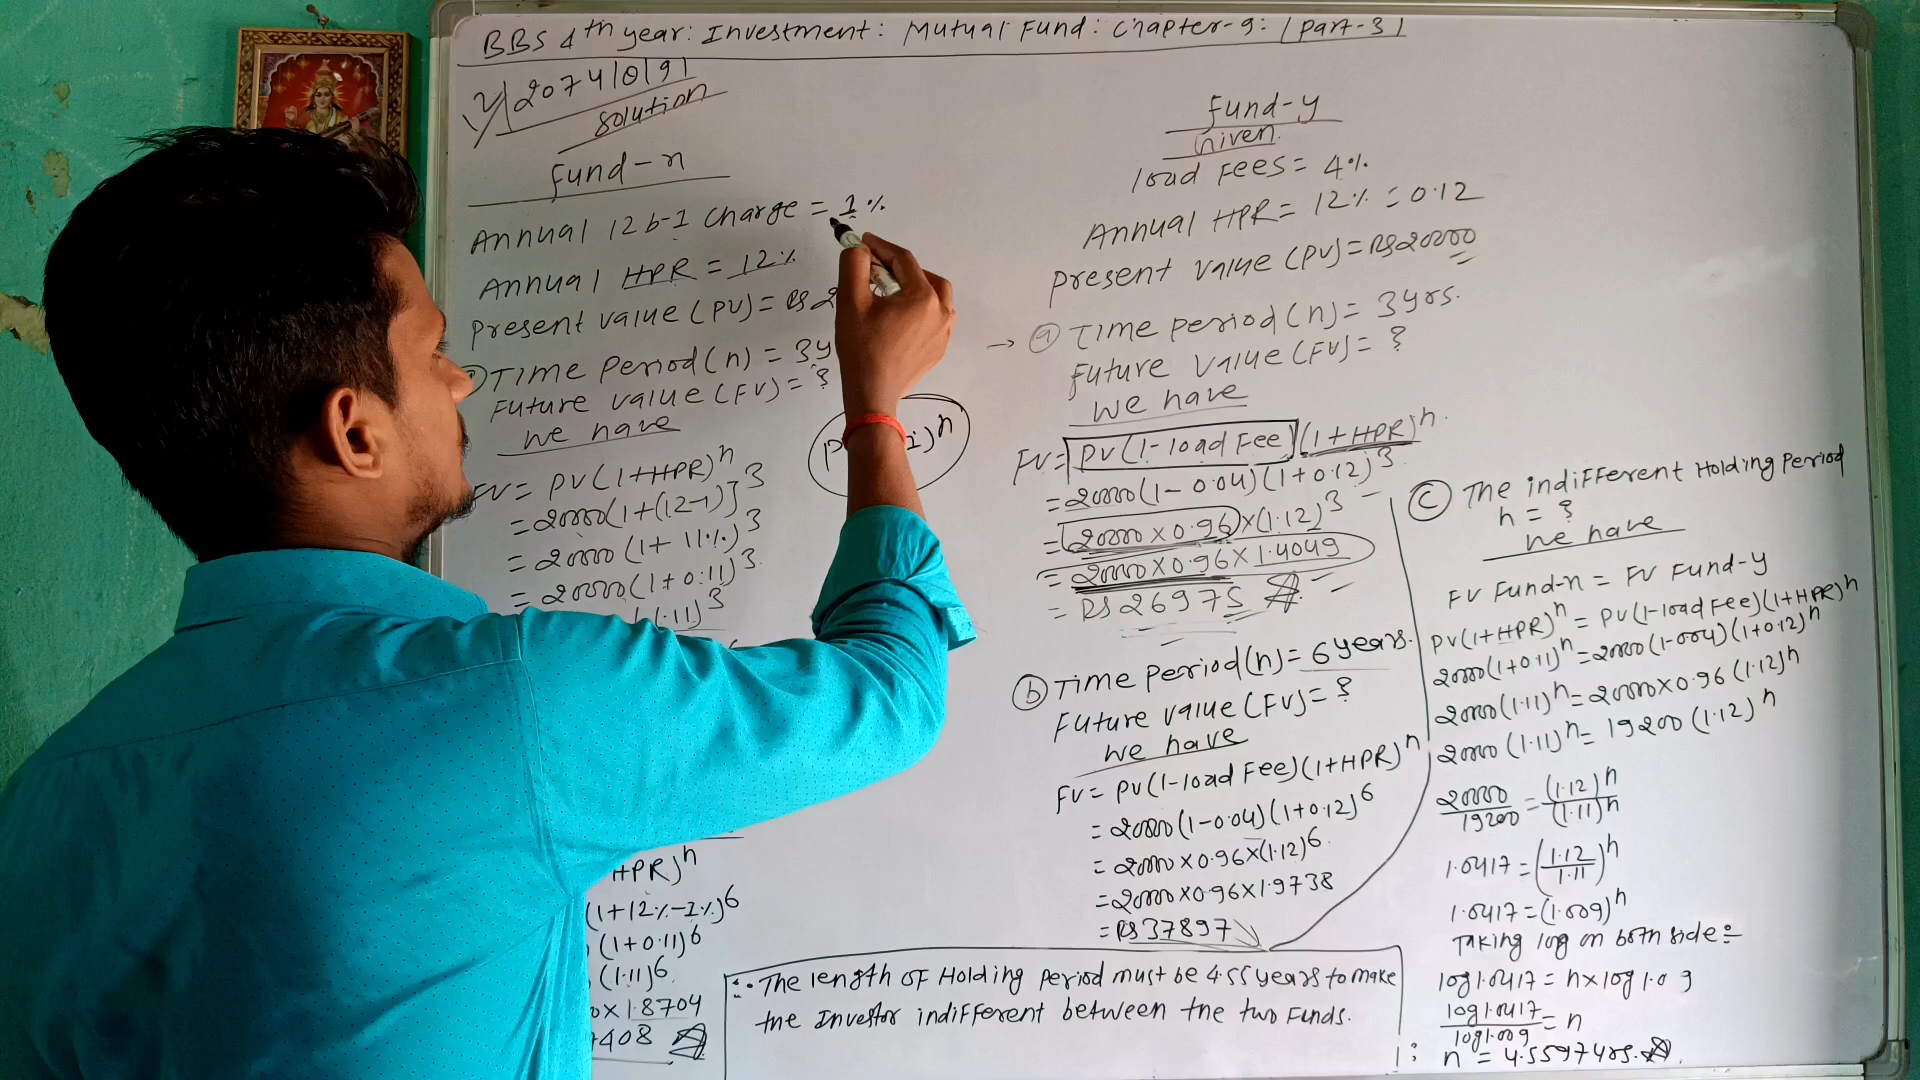 BBS 4th year: Investment: Mutual Fund: Chapter-9: (part-3)
2074/0/9/
Solution
Fund-x
Annual 12b-1 charge = 1%
Annual HPR = 12%
Present value (PV) = Rs 2
Time Period (n) = 3y
Future value (FV) = ?
We have
FV = PV(1+HPR)^n
= 20000(1+(12-1)]^3
= 20000 (1+11%)^3
= 20000(1+0.11)^3
(1.11)^3
i)^n
+PR)^n
(1+12%-1%)^6
(1+0.11)^6
(1.11)^6
0×1.8704
7408
Fund-y
Given
load Fees = 4%
Annual HPR = 12% = 0.12
Present value (PV) = Rs 20000
→ (a) Time period (n) = 3yrs.
Future value (FV) = ?
We have
FV = PV(1-load Fee)(1+HPR)^n
= 20000(1-0.04)(1+0.12)^3
= 20000×0.96×(1.12)^3
= 20000×0.96×1.4049
= Rs 26975
(b) Time Period (n) = 6 years.
Future value (FV) = ?
We have
FV = PV(1-load Fee)(1+HPR)^n
= 20000(1-0.04)(1+0.12)^6
= 20000×0.96×(1.12)^6
= 20000×0.96×1.9738
= Rs 37897
∴ The length of Holding period must be 4.55 years to make
the Investor indifferent between the two Funds.
(c) The indifferent Holding Period
n = ?
We have
FV Fund-x = FV Fund-y
PV(1+HPR)^n = PV(1-load Fee)(1+HPR)^n
20000(1+0.11)^n = 20000(1-0.04)(1+0.12)^n
20000(1.11)^n = 20000×0.96 (1.12)^n
20000 (1.11)^n = 19200 (1.12)^n
20000/19200 = (1.12)^n/(1.11)^n
1.0417 = (1.12/1.11)^n
1.0417 = (1.009)^n
Taking log on both side:-
log1.0417 = n×log1.09
log1.0417/log1.009 = n
n = 4.5597yrs.